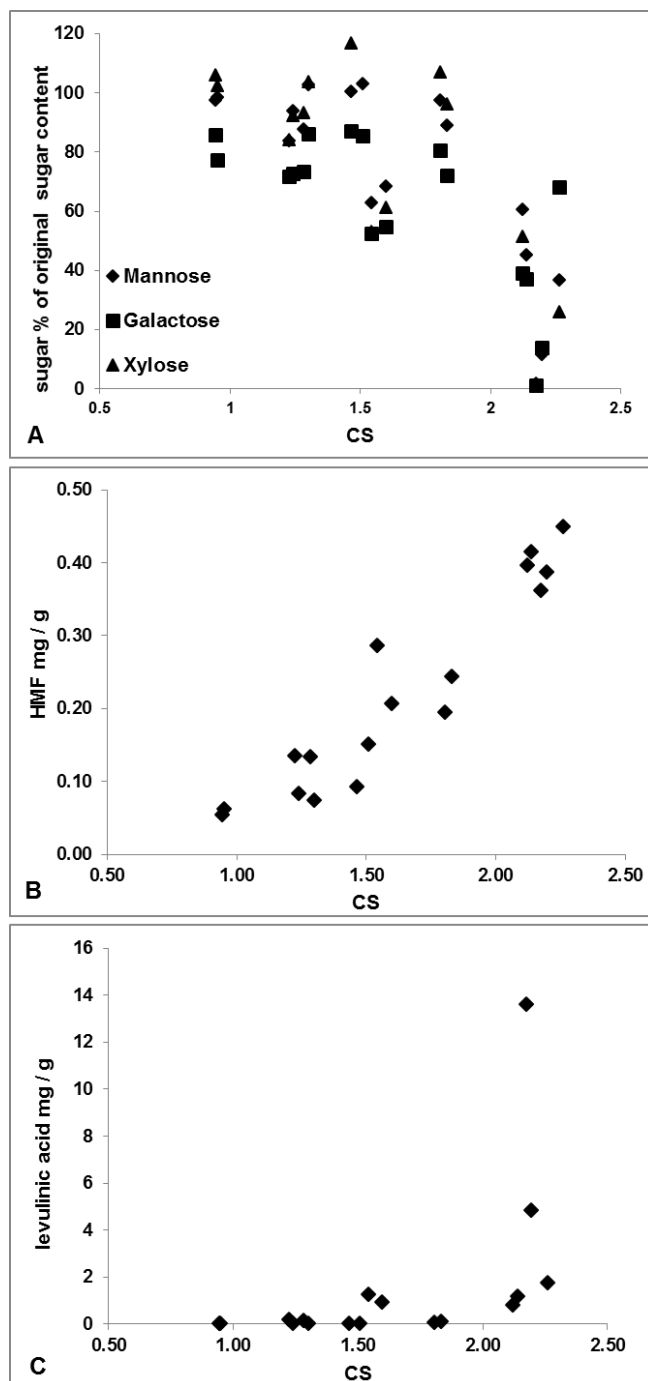 120
100
80
60
40
20
0
sugar % of original sugar content
Mannose
Galactose
Xylose
0.5 1 1.5 2 2.5
A CS
0.50
0.40
0.30
0.20
0.10
0.00
HMF mg / g
0.50 1.00 1.50 2.00 2.50
B CS
16
14
12
10
8
6
4
2
0
levulinic acid mg / g
0.50 1.00 1.50 2.00 2.50
C CS